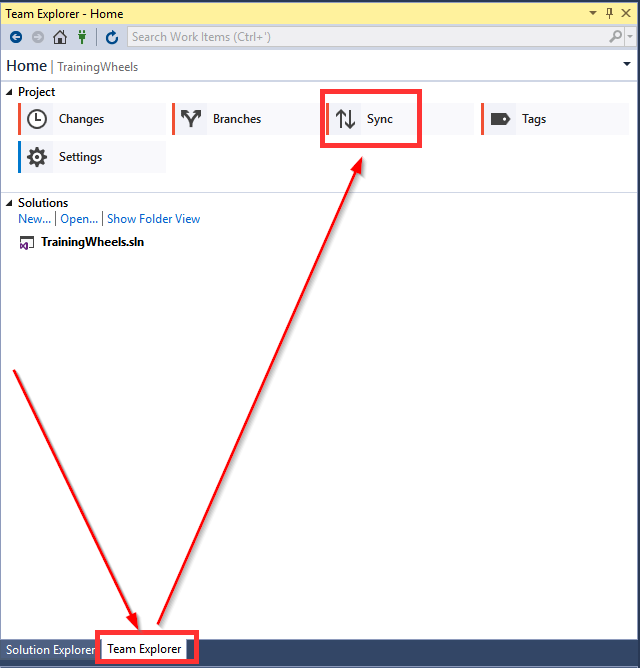 Team Explorer - Home
Search Work Items (Ctrl+')
Home | TrainingWheels
Project
Changes
Branches
Sync
Tags
Settings
Solutions
New... | Open... | Show Folder View
TrainingWheels.sln
Solution Explorer
Team Explorer